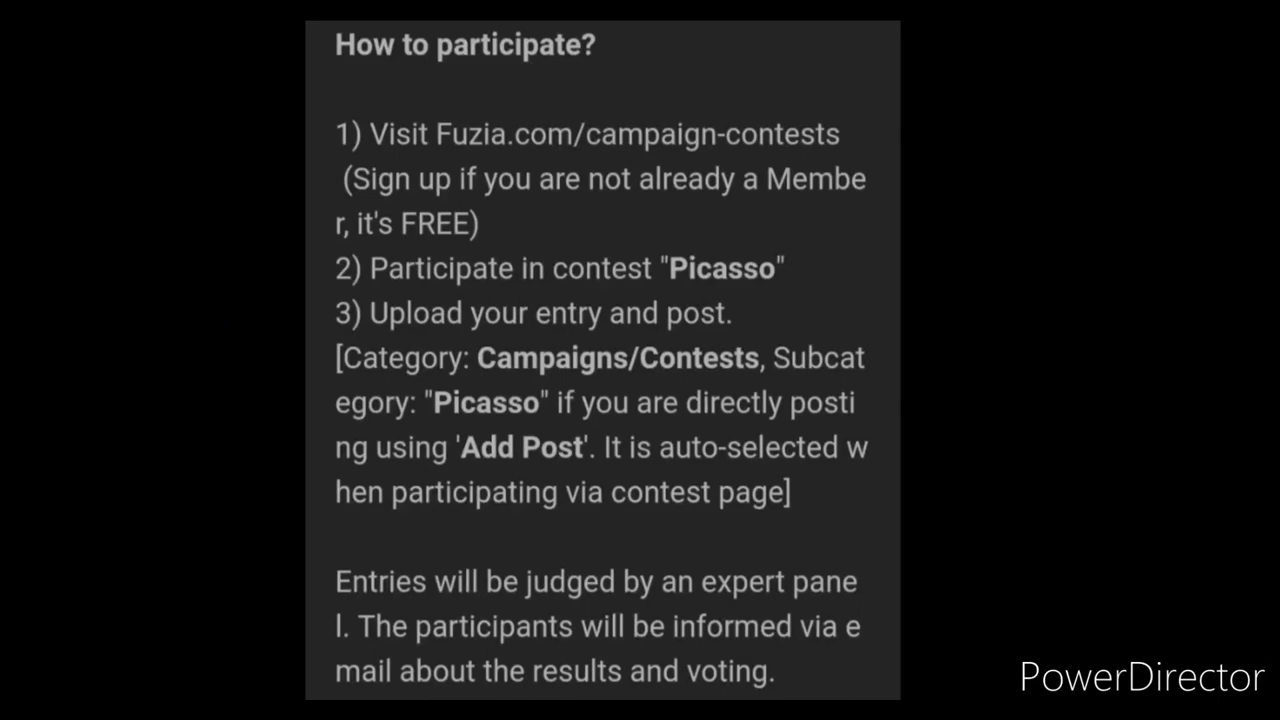 How to participate?
1) Visit Fuzia.com/campaign-contests
(Sign up if you are not already a Membe
r, it's FREE)
2) Participate in contest "Picasso"
3) Upload your entry and post.
[Category: Campaigns/Contests, Subcat
egory: "Picasso" if you are directly posti
ng using 'Add Post'. It is auto-selected w
hen participating via contest page]
Entries will be judged by an expert pane
l. The participants will be informed via e
mail about the results and voting.
PowerDirector